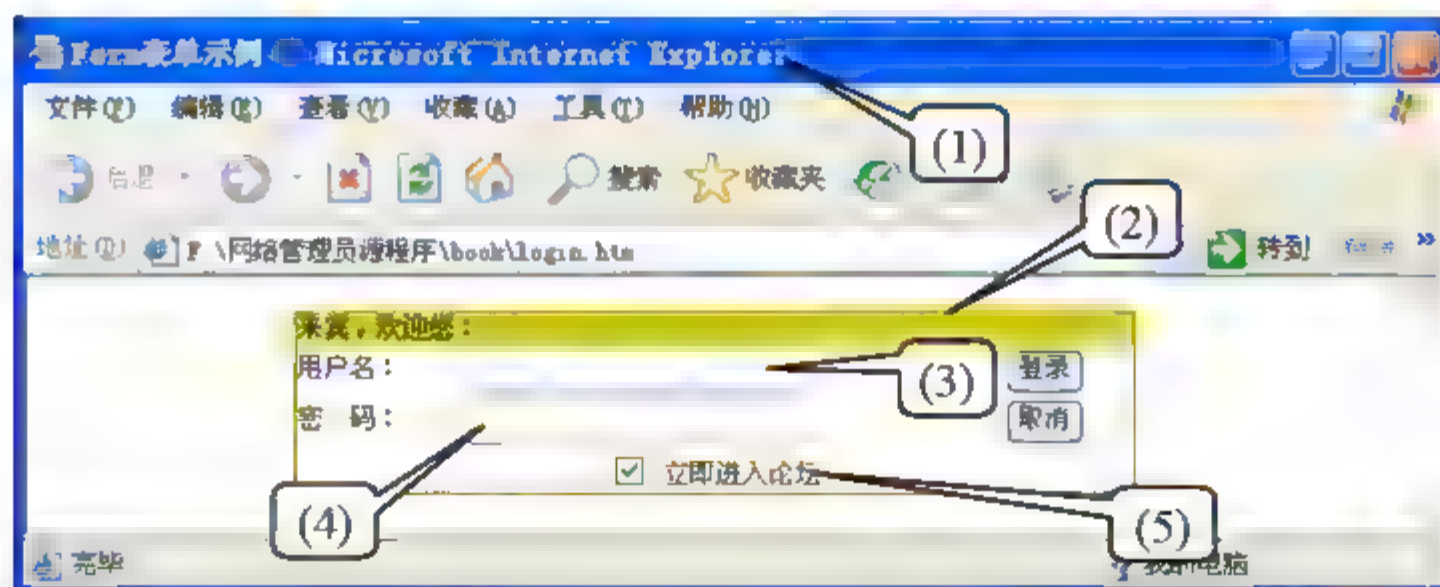 Form表单示例 Microsoft Internet Explorer
文件(F) 编辑(E) 查看(V) 收藏(A) 工具(T) 帮助(H)
(1)
后退 搜索 收藏夹
(2)
地址(D) F \网络管理员课程序\book\login.htm 转到 »
来宾，欢迎您：
用户名： (3) 登录
密 码： 取消
立即进入论坛
(4) (5)
完毕 我的电脑